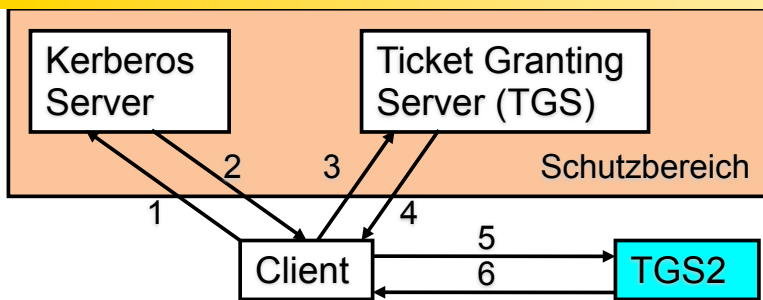 Kerberos
Server
Ticket Granting
Server (TGS)
2
3
Schutzbereich
1
4
5
Client
6
TGS2